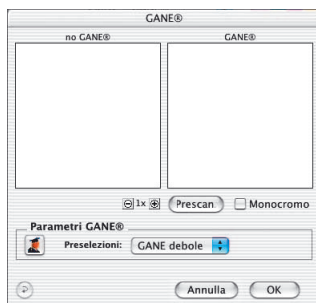 GANE®
no GANE® GANE®
1x Prescan Monocromo
Parametri GANE®
Preselezioni: GANE debole
Annulla OK